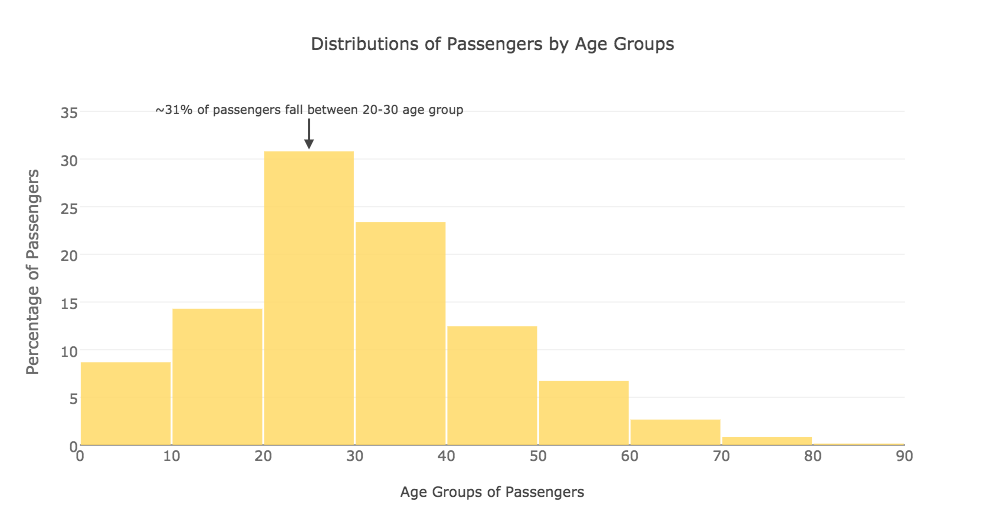 Distributions of Passengers by Age Groups
~31% of passengers fall between 20-30 age group
35
30
25
20
15
10
5
0
Percentage of Passengers
0 10 20 30 40 50 60 70 80 90
Age Groups of Passengers